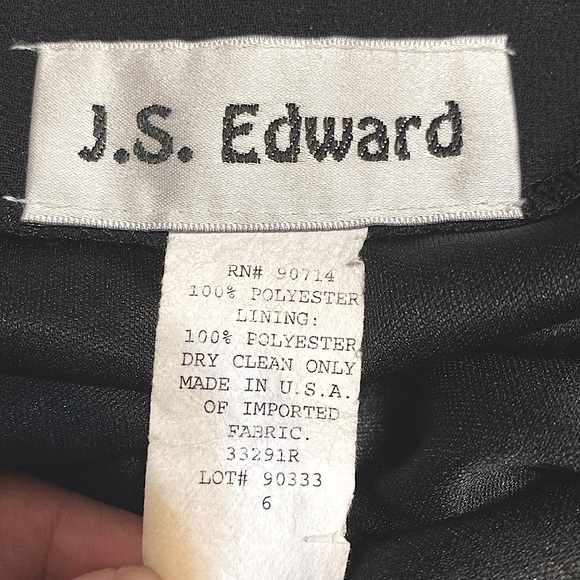 J.S. Edward
RN# 90714
100% POLYESTER
LINING:
100% POLYESTER
DRY CLEAN ONLY
MADE IN U.S.A.
OF IMPORTED
FABRIC.
33291R
LOT# 90333
6